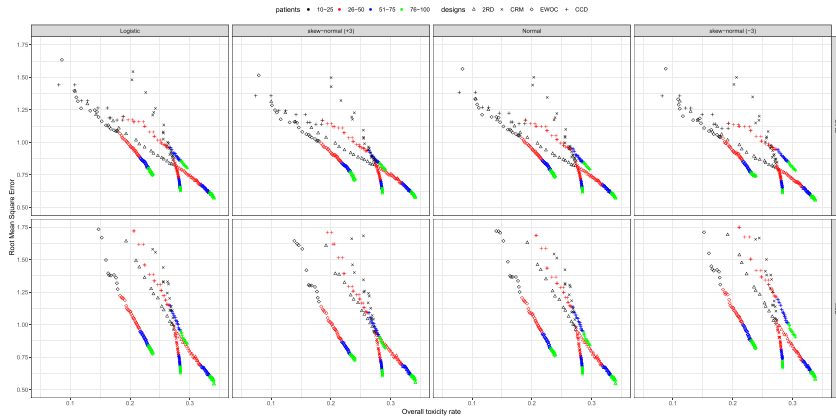 patients 10−25 26−50 51−75 76−100 designs 2RD CRM EWOC CCD
Logistic skew−normal (+3) Normal skew−normal (−3)
Root Mean Square Error
1.75
1.50
1.25
1.00
0.75
0.50
1.75
1.50
1.25
1.00
0.75
0.50
0.1 0.2 0.3 0.1 0.2 0.3 0.1 0.2 0.3 0.1 0.2 0.3
Overall toxicity rate